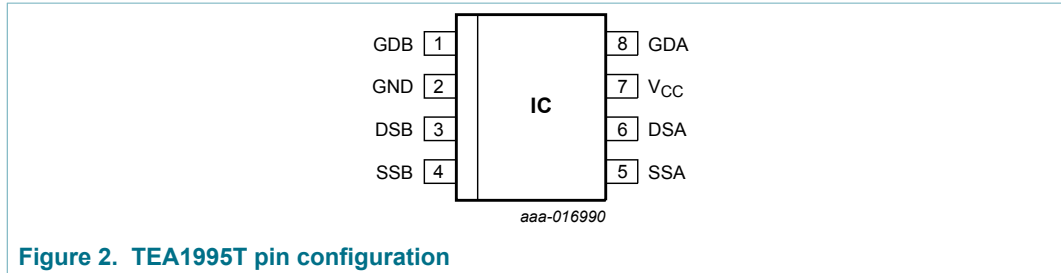 GDB 1 8 GDA
GND 2 7 VCC
IC
DSB 3 6 DSA
SSB 4 5 SSA
aaa-016990
Figure 2. TEA1995T pin configuration